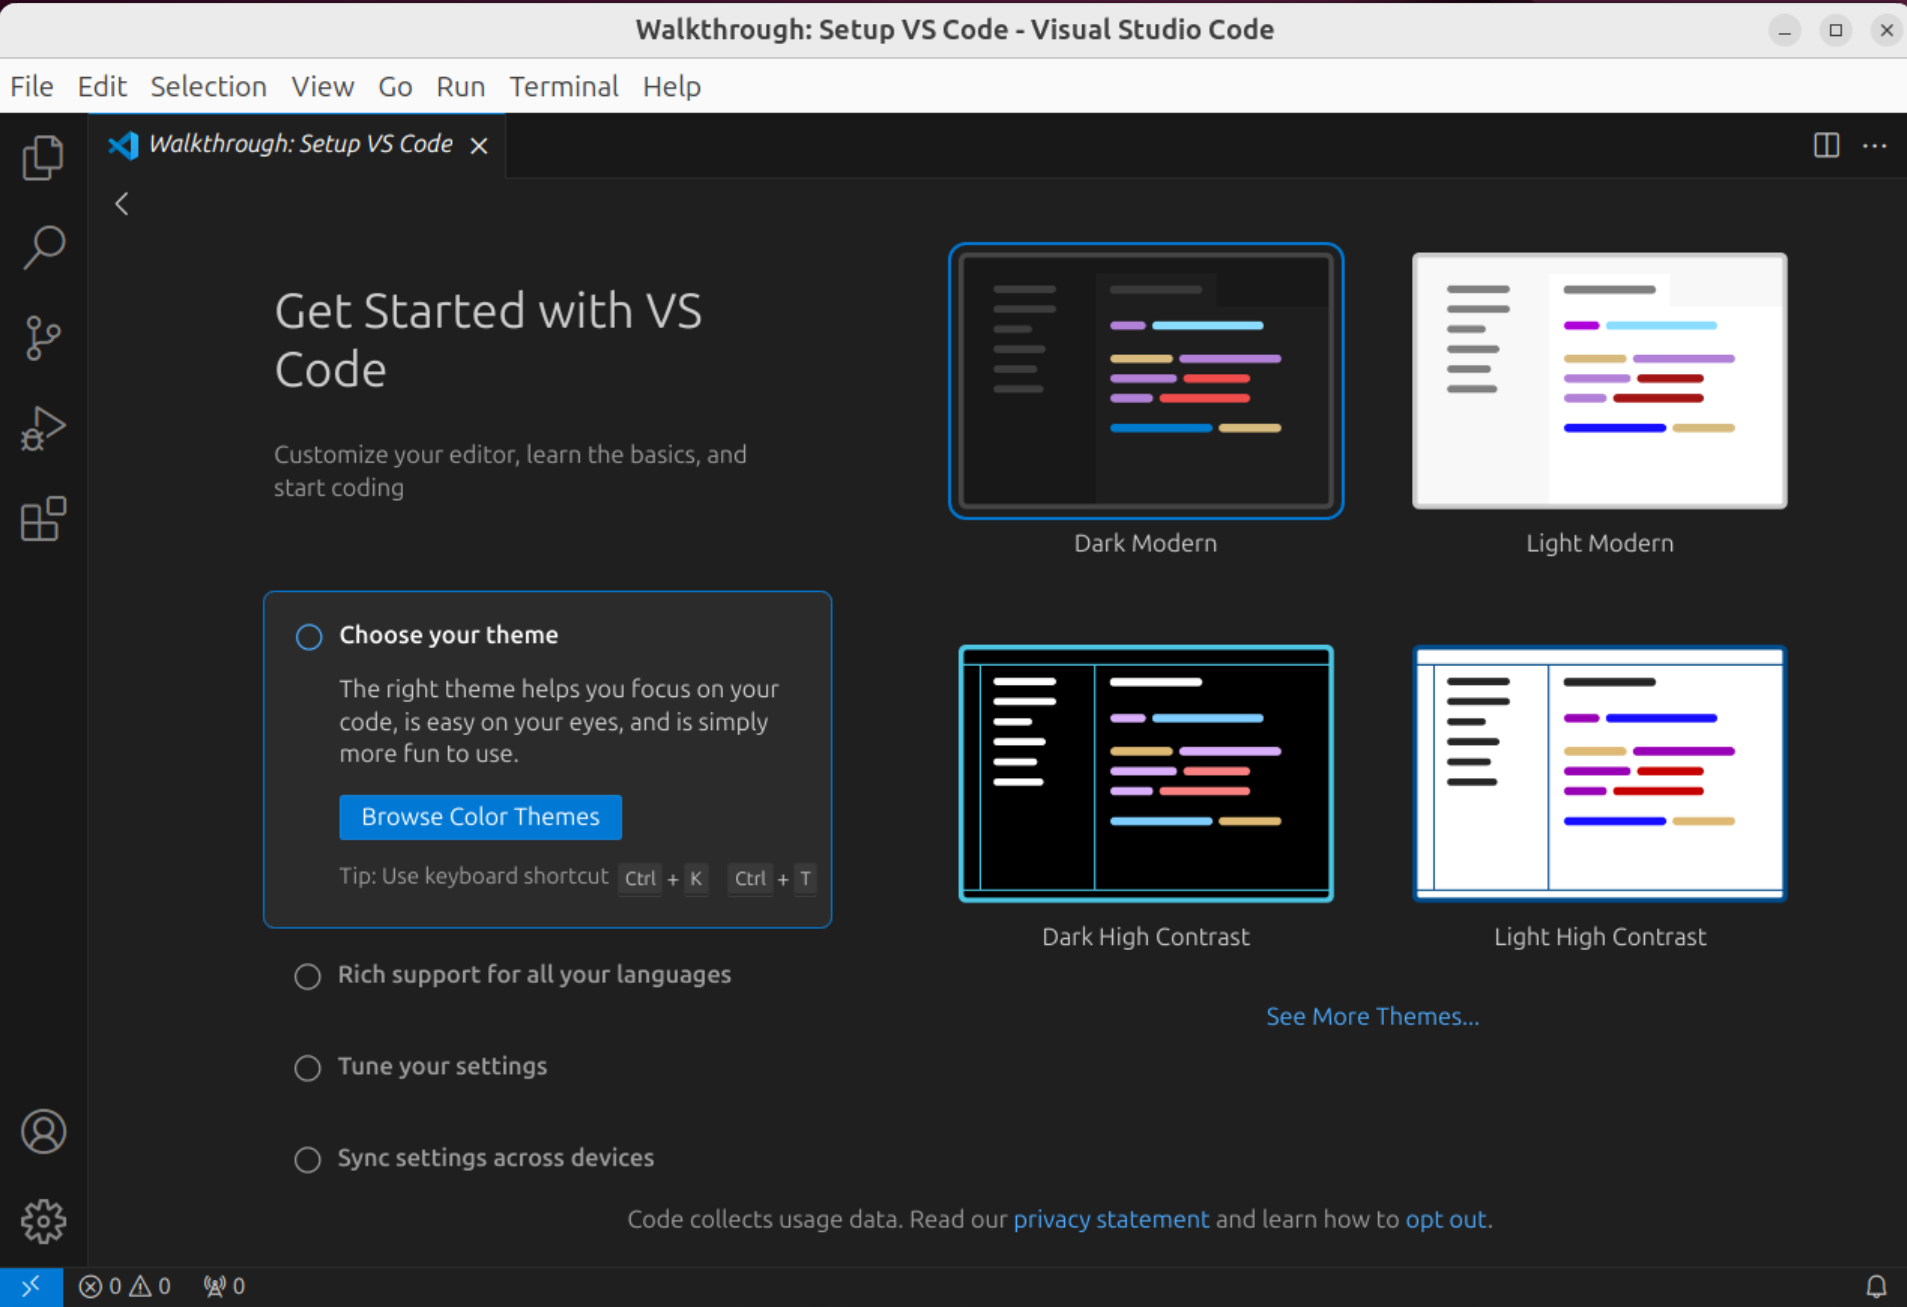 Walkthrough: Setup VS Code - Visual Studio Code
File Edit Selection View Go Run Terminal Help
Walkthrough: Setup VS Code
Get Started with VS
Code
Customize your editor, learn the basics, and
start coding
Choose your theme
The right theme helps you focus on your
code, is easy on your eyes, and is simply
more fun to use.
Browse Color Themes
Tip: Use keyboard shortcut Ctrl + K Ctrl + T
Rich support for all your languages
Tune your settings
Sync settings across devices
Dark Modern
Light Modern
Dark High Contrast
Light High Contrast
See More Themes...
Code collects usage data. Read our privacy statement and learn how to opt out.
0 0 0